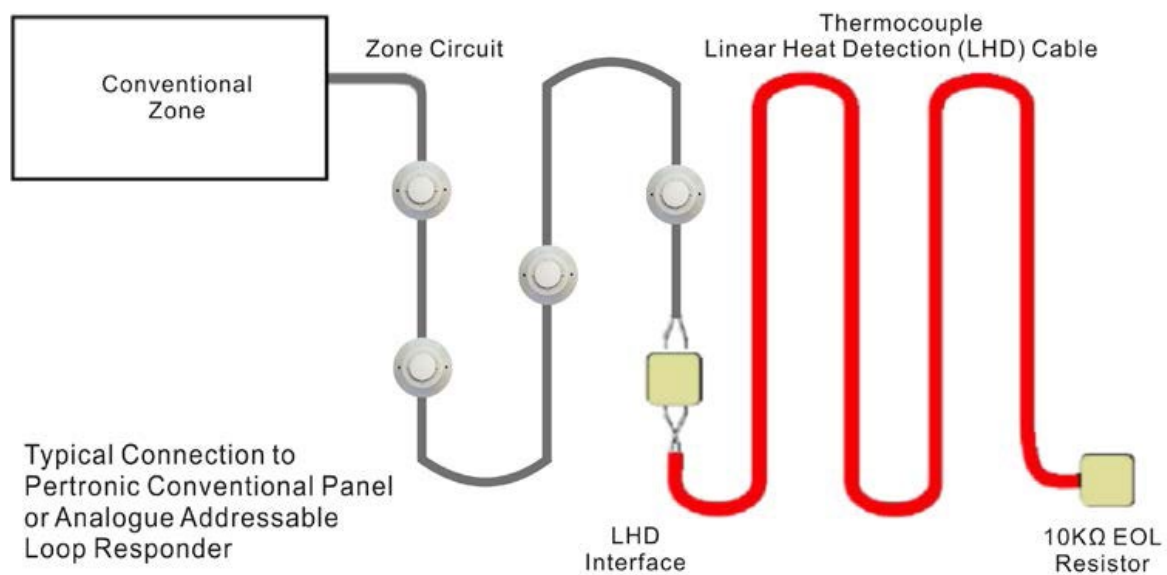 Conventional
Zone
Zone Circuit
Thermocouple
Linear Heat Detection (LHD) Cable
Typical Connection to
Pertronic Conventional Panel
or Analogue Addressable
Loop Responder
LHD
Interface
10KΩ EOL
Resistor